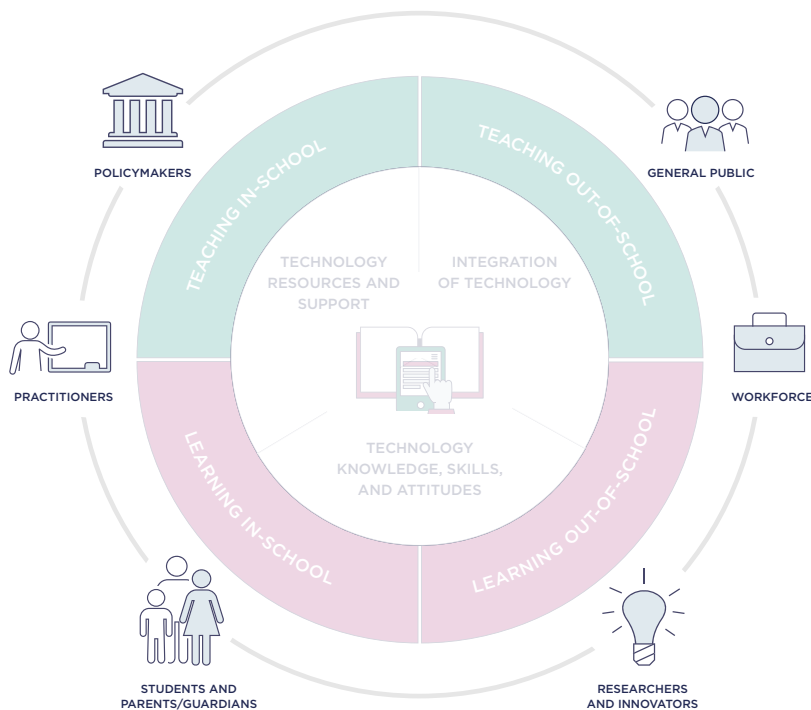 POLICYMAKERS
GENERAL PUBLIC
TEACHING IN-SCHOOL
TEACHING OUT-OF-SCHOOL
TECHNOLOGY
RESOURCES AND
SUPPORT
INTEGRATION
OF TECHNOLOGY
PRACTITIONERS
WORKFORCE
TECHNOLOGY
KNOWLEDGE, SKILLS,
AND ATTITUDES
LEARNING IN-SCHOOL
LEARNING OUT-OF-SCHOOL
STUDENTS AND
PARENTS/GUARDIANS
RESEARCHERS
AND INNOVATORS